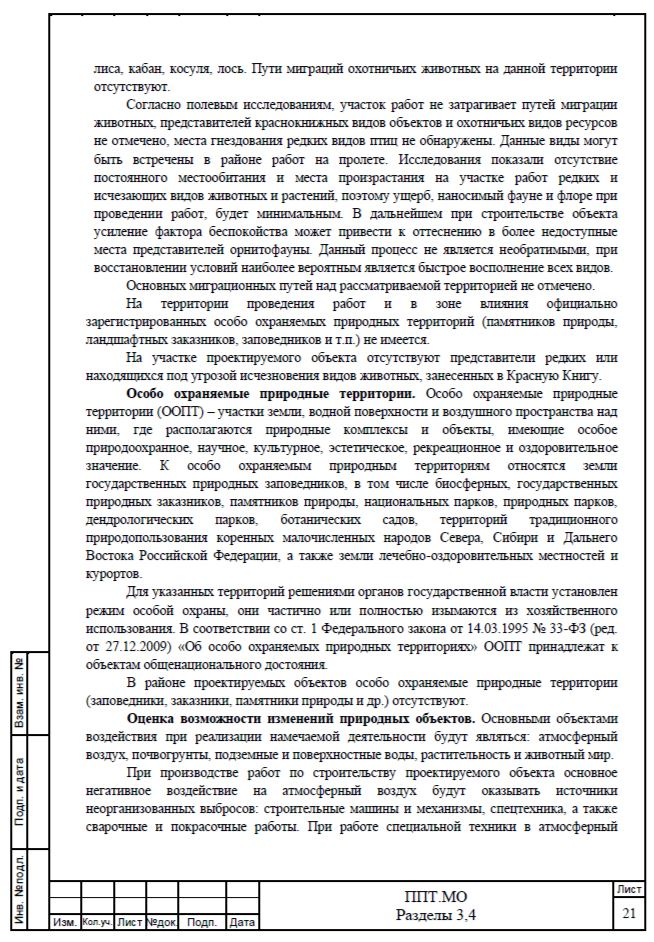 лиса, кабан, косуля, лось. Пути миграций охотничьих животных на данной территории
отсутствуют.
Согласно полевым исследованиям, участок работ не затрагивает путей миграции
животных, представителей краснокнижных видов объектов и охотничьих видов ресурсов
не отмечено, места гнездования редких видов птиц не обнаружены. Данные виды могут
быть встречены в районе работ на пролете. Исследования показали отсутствие
постоянного местообитания и места произрастания на участке работ редких и
исчезающих видов животных и растений, поэтому ущерб, наносимый фауне и флоре при
проведении работ, будет минимальным. В дальнейшем при строительстве объекта
усиление фактора беспокойства может привести к оттеснению в более недоступные
места представителей орнитофауны. Данный процесс не является необратимыми, при
восстановлении условий наиболее вероятным является быстрое восполнение всех видов.
Основных миграционных путей над рассматриваемой территорией не отмечено.
На территории проведения работ и в зоне влияния официально
зарегистрированных особо охраняемых природных территорий (памятников природы,
ландшафтных заказников, заповедников и т.п.) не имеется.
На участке проектируемого объекта отсутствуют представители редких или
находящихся под угрозой исчезновения видов животных, занесенных в Красную Книгу.
Особо охраняемые природные территории. Особо охраняемые природные
территории (ООПТ) – участки земли, водной поверхности и воздушного пространства над
ними, где располагаются природные комплексы и объекты, имеющие особое
природоохранное, научное, культурное, эстетическое, рекреационное и оздоровительное
значение. К особо охраняемым природным территориям относятся земли
государственных природных заповедников, в том числе биосферных, государственных
природных заказников, памятников природы, национальных парков, природных парков,
дендрологических парков, ботанических садов, территорий традиционного
природопользования коренных малочисленных народов Севера, Сибири и Дальнего
Востока Российской Федерации, а также земли лечебно-оздоровительных местностей и
курортов.
Для указанных территорий решениями органов государственной власти установлен
режим особой охраны, они частично или полностью изымаются из хозяйственного
использования. В соответствии со ст. 1 Федерального закона от 14.03.1995 № 33-ФЗ (ред.
от 27.12.2009) «Об особо охраняемых природных территориях» ООПТ принадлежат к
объектам общенационального достояния.
В районе проектируемых объектов особо охраняемые природные территории
(заповедники, заказники, памятники природы и др.) отсутствуют.
Оценка возможности изменений природных объектов. Основными объектами
воздействия при реализации намечаемой деятельности будут являться: атмосферный
воздух, почвогрунты, подземные и поверхностные воды, растительность и животный мир.
При производстве работ по строительству проектируемого объекта основное
негативное воздействие на атмосферный воздух будут оказывать источники
неорганизованных выбросов: строительные машины и механизмы, спецтехника, а также
сварочные и покрасочные работы. При работе специальной техники в атмосферный
Взам. инв. №
Подп. и дата
Инв. №подл.
Изм. Кол.уч. Лист №док. Подп. Дата
ППТ.МО
Разделы 3,4
Лист
21